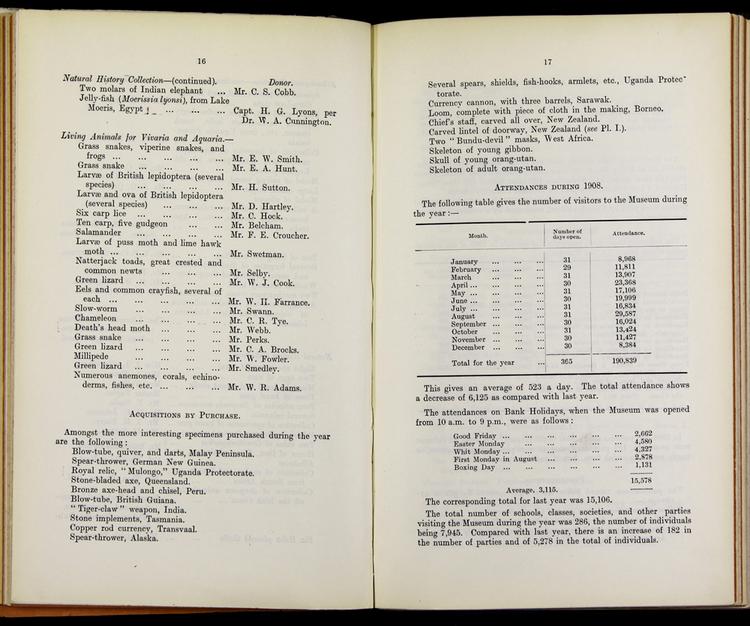 16
Natural History Collection—(continued). Donor.
Two molars of Indian elephant ... Mr. C. S. Cobb.
Jelly-fish (Moerissia lyonsi), from Lake
Moeris, Egypt ... ... ... Capt. H. G. Lyons, per
Dr. W. A. Cunnington.
Living Animals for Vivaria and Aquaria.—
Grass snakes, viperine snakes, and
frogs ... ... ... ... ... Mr. E. W. Smith.
Grass snake ... ... ... ... Mr. E. A. Hunt.
Larvæ of British lepidoptera (several
species) ... ... ... ... Mr. H. Sutton.
Larvæ and ova of British lepidoptera
(several species) ... ... ... Mr. D. Hartley.
Six carp lice ... ... ... ... Mr. C. Hock.
Ten carp, five gudgeon ... ... Mr. Belcham.
Salamander ... ... ... ... Mr. F. E. Croucher.
Larvæ of puss moth and lime hawk
moth ... ... ... ... ... Mr. Swetman.
Natterjack toads, great crested and
common newts ... ... ... Mr. Selby.
Green lizard ... ... ... ... Mr. W. J. Cook.
Eels and common crayfish, several of
each ... ... ... ... ... Mr. W. H. Farrance.
Slow-worm ... ... ... ... Mr. Swann.
Chameleon ... ... ... ... Mr. C. R. Tye.
Death's head moth ... ... ... Mr. Webb.
Grass snake ... ... ... ... Mr. Perks.
Green lizard ... ... ... ... Mr. C. A. Brocks.
Millipede ... ... ... ... Mr. W. Fowler.
Green lizard ... ... ... ... Mr. Smedley.
Numerous anemones, corals, echino-
derms, fishes, etc. ... ... ... Mr. W. R. Adams.
Acquisitions by Purchase.
Amongst the more interesting specimens purchased during the year
are the following:
Blow-tube, quiver, and darts, Malay Peninsula.
Spear-thrower, German New Guinea.
Royal relic, "Mulongo," Uganda Protectorate.
Stone-bladed axe, Queensland.
Bronze axe-head and chisel, Peru.
Blow-tube, British Guiana.
"Tiger-claw" weapon, India.
Stone implements, Tasmania.
Copper rod currency, Transvaal.
Spear-thrower, Alaska.
17
Several spears, shields, fish-hooks, armlets, etc., Uganda Protec-
torate.
Currency cannon, with three barrels, Sarawak.
Loom, complete with piece of cloth in the making, Borneo.
Chief's staff, carved all over, New Zealand.
Carved lintel of doorway, New Zealand (see Pl. I.).
Two "Bundu-devil" masks, West Africa.
Skeleton of young gibbon.
Skull of young orang-utan.
Skeleton of adult orang-utan.
Attendances during 1908.
The following table gives the number of visitors to the Museum during
the year:—
Month. Number of days open. Attendance.
January ... ... ... 31 8,968
February ... ... ... 29 11,811
March ... ... ... 31 13,907
April ... ... ... ... 30 23,368
May ... ... ... ... 31 17,106
June ... ... ... ... 30 19,999
July ... ... ... ... 31 16,834
August ... ... ... 31 29,587
September ... ... ... 30 16,024
October ... ... ... 31 13,424
November ... ... ... 30 11,427
December ... ... ... 30 8,384
Total for the year ... 365 190,839
This gives an average of 523 a day. The total attendance shows
a decrease of 6,125 as compared with last year.
The attendances on Bank Holidays, when the Museum was opened
from 10 a.m. to 9 p.m., were as follows:
Good Friday ... ... ... ... ... ... 2,662
Easter Monday ... ... ... ... ... 4,580
Whit Monday ... ... ... ... ... ... 4,327
First Monday in August ... ... ... ... 2,878
Boxing Day ... ... ... ... ... ... 1,131
15,578
Average, 3,115.
The corresponding total for last year was 15,106.
The total number of schools, classes, societies, and other parties
visiting the Museum during the year was 286, the number of individuals
being 7,945. Compared with last year, there is an increase of 182 in
the number of parties and of 5,278 in the total of individuals.